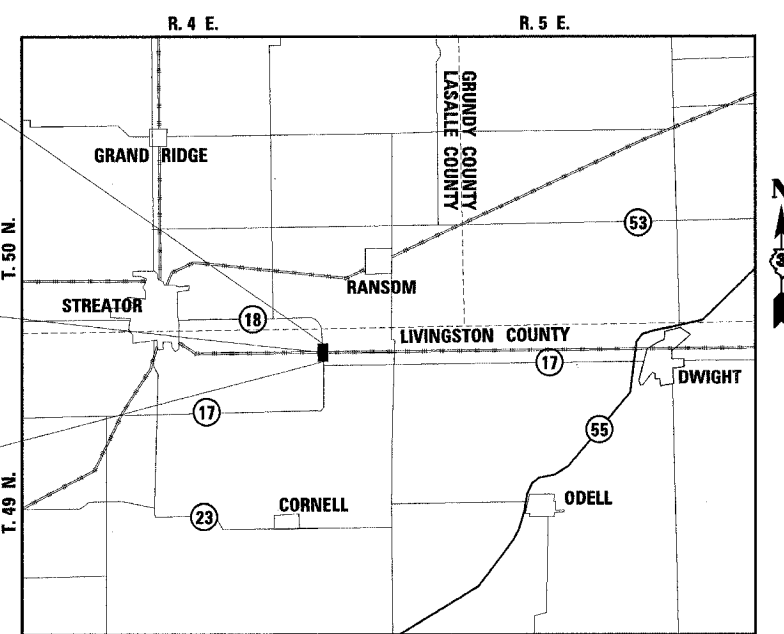 R. 4 E.
R. 5 E.
GRUNDY COUNTY
LASALLE COUNTY
GRAND RIDGE
N
T. 50 N.
53
RANSOM
STREATOR
18
LIVINGSTON COUNTY
17
DWIGHT
17
55
T. 49 N.
CORNELL
ODELL
23